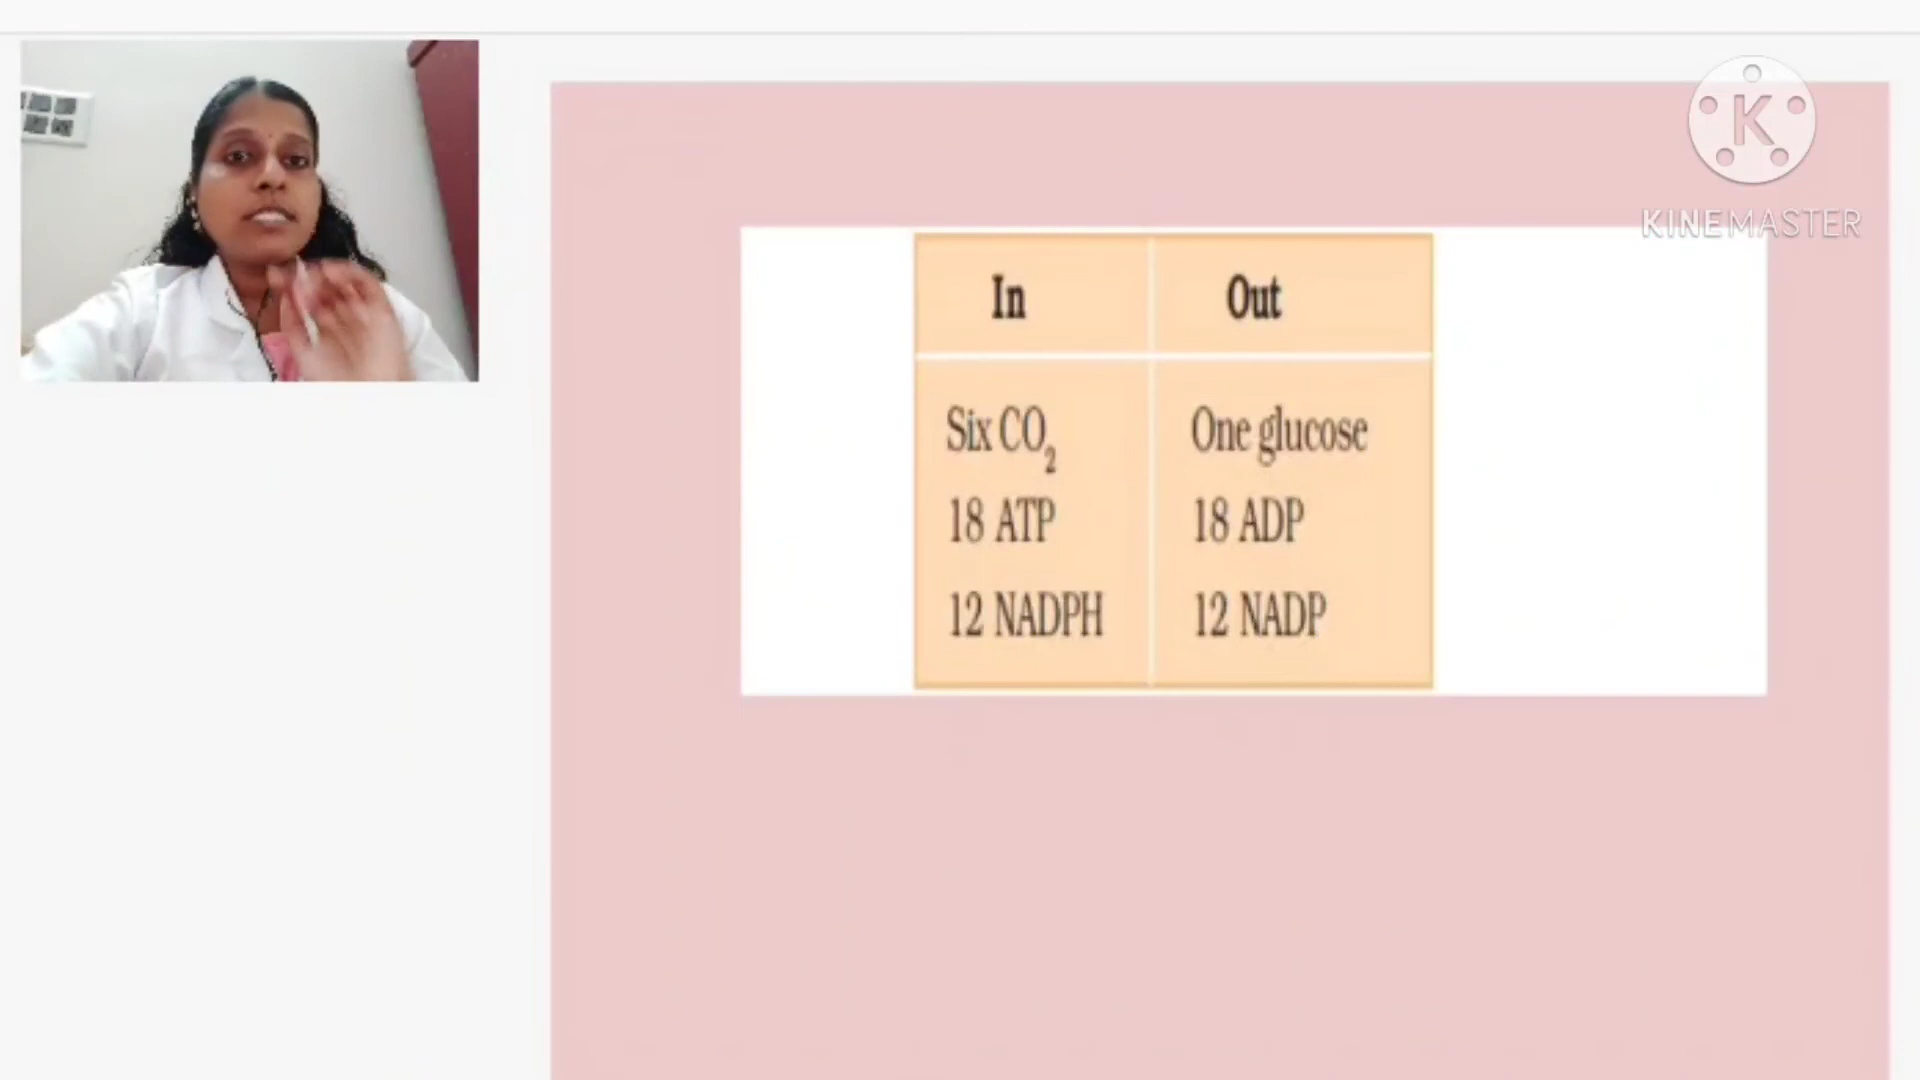 K
KINEMASTER
In Out
Six CO₂ One glucose
18 ATP 18 ADP
12 NADPH 12 NADP